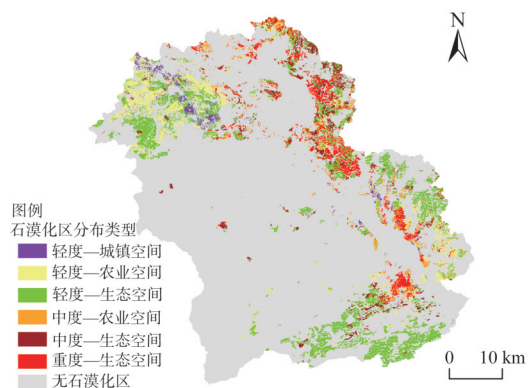 N
图例
石漠化区分布类型
轻度—城镇空间
轻度—农业空间
轻度—生态空间
中度—农业空间
中度—生态空间
重度—生态空间
无石漠化区
0 10 km